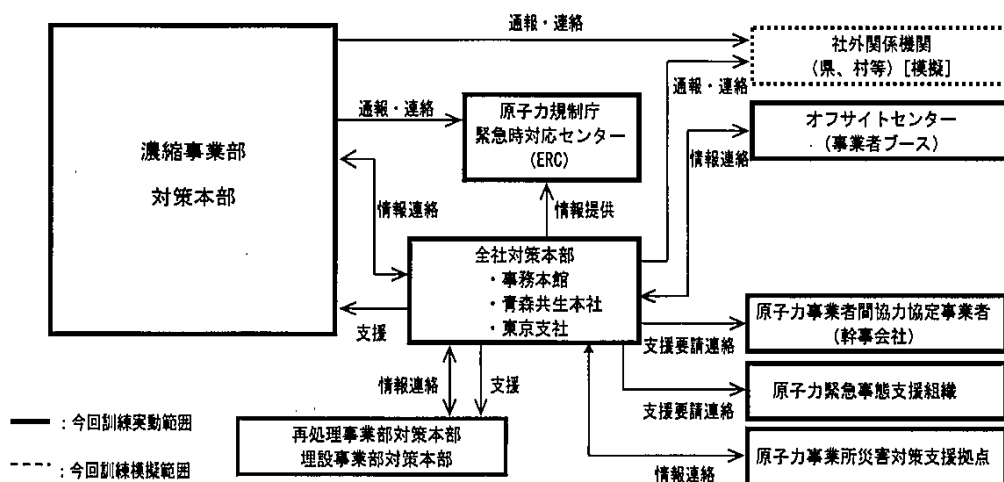 通報・連絡
社外関係機関
(県、村等) [模擬]
通報・連絡
通報・連絡
原子力規制庁
緊急時対応センター
(ERC)
オフサイトセンター
(事業者ブース)
濃縮事業部
対策本部
情報連絡
情報連絡
情報提供
全社対策本部
・事務本館
・青森共生本社
・東京支社
支援
支援要請連絡
原子力事業者間協力協定事業者
(幹事会社)
情報連絡
支援
支援要請連絡
原子力緊急事態支援組織
:今回訓練実動範囲
再処理事業部対策本部
埋設事業部対策本部
情報連絡
原子力事業所災害対策支援拠点
:今回訓練模擬範囲